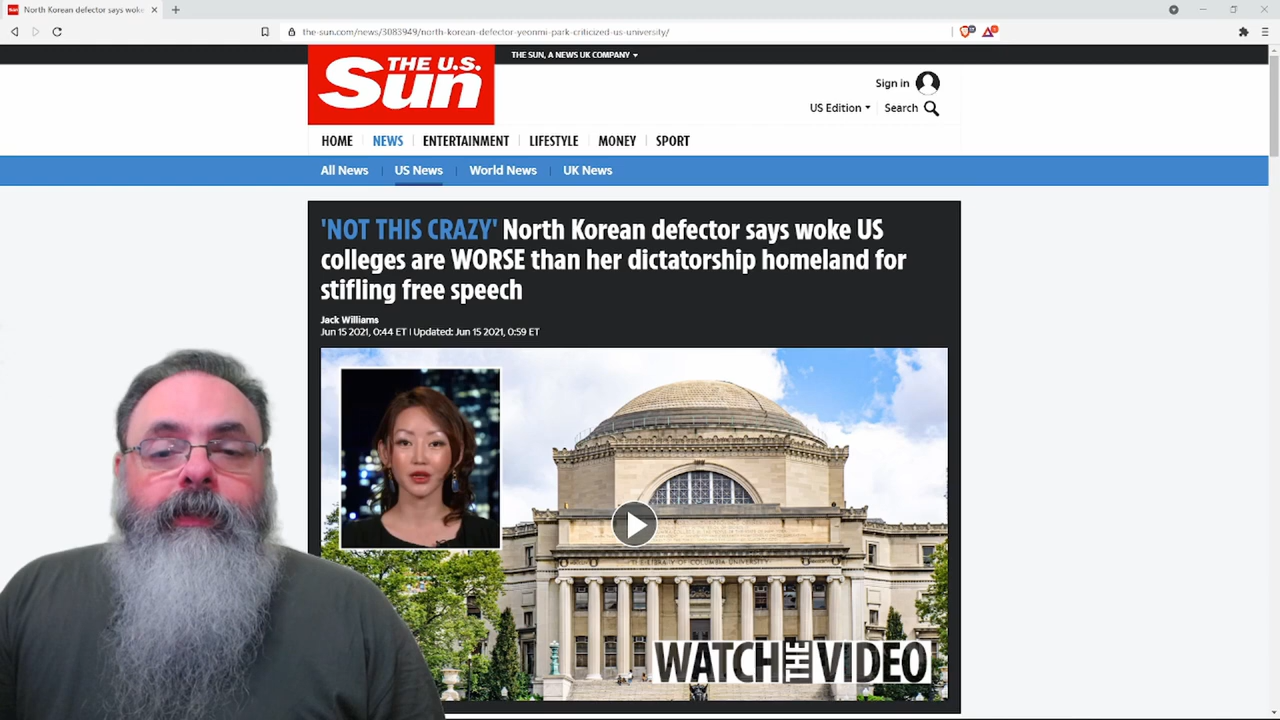 North Korean defector says woke
the-sun.com/news/3083949/north-korean-defector-yeonmi-park-criticized-us-university/
THE U.S.
Sun
THE SUN, A NEWS UK COMPANY
Sign in
US Edition
Search
HOME
NEWS
ENTERTAINMENT
LIFESTYLE
MONEY
SPORT
All News
US News
World News
UK News
'NOT THIS CRAZY' North Korean defector says woke US
colleges are WORSE than her dictatorship homeland for
stifling free speech
Jack Williams
Jun 15 2021, 0:44 ET | Updated: Jun 15 2021, 0:59 ET
WATCH THE VIDEO